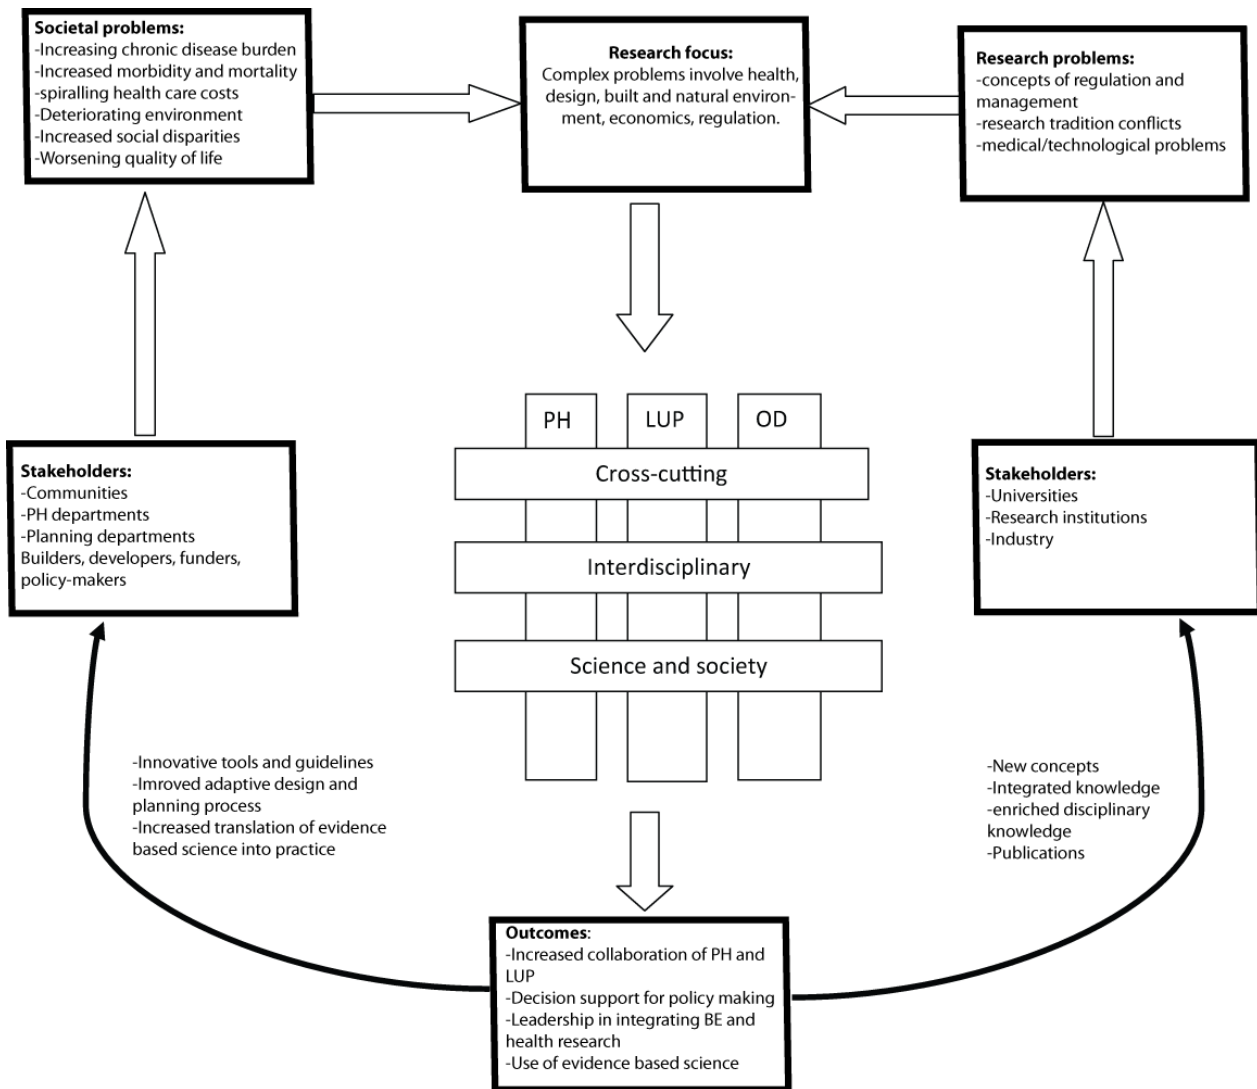 Societal problems:
-Increasing chronic disease burden
-Increased morbidity and mortality
-spiralling health care costs
-Deteriorating environment
-Increased social disparities
-Worsening quality of life
Research focus:
Complex problems involve health,
design, built and natural environ-
ment, economics, regulation.
Research problems:
-concepts of regulation and
management
-research tradition conflicts
-medical/technological problems
Stakeholders:
-Communities
-PH departments
-Planning departments
Builders, developers, funders,
policy-makers
PH
LUP
OD
Cross-cutting
Interdisciplinary
Science and society
Stakeholders:
-Universities
-Research institutions
-Industry
-Innovative tools and guidelines
-Imroved adaptive design and
planning process
-Increased translation of evidence
based science into practice
-New concepts
-Integrated knowledge
-enriched disciplinary
knowledge
-Publications
Outcomes:
-Increased collaboration of PH and
LUP
-Decision support for policy making
-Leadership in integrating BE and
health research
-Use of evidence based science